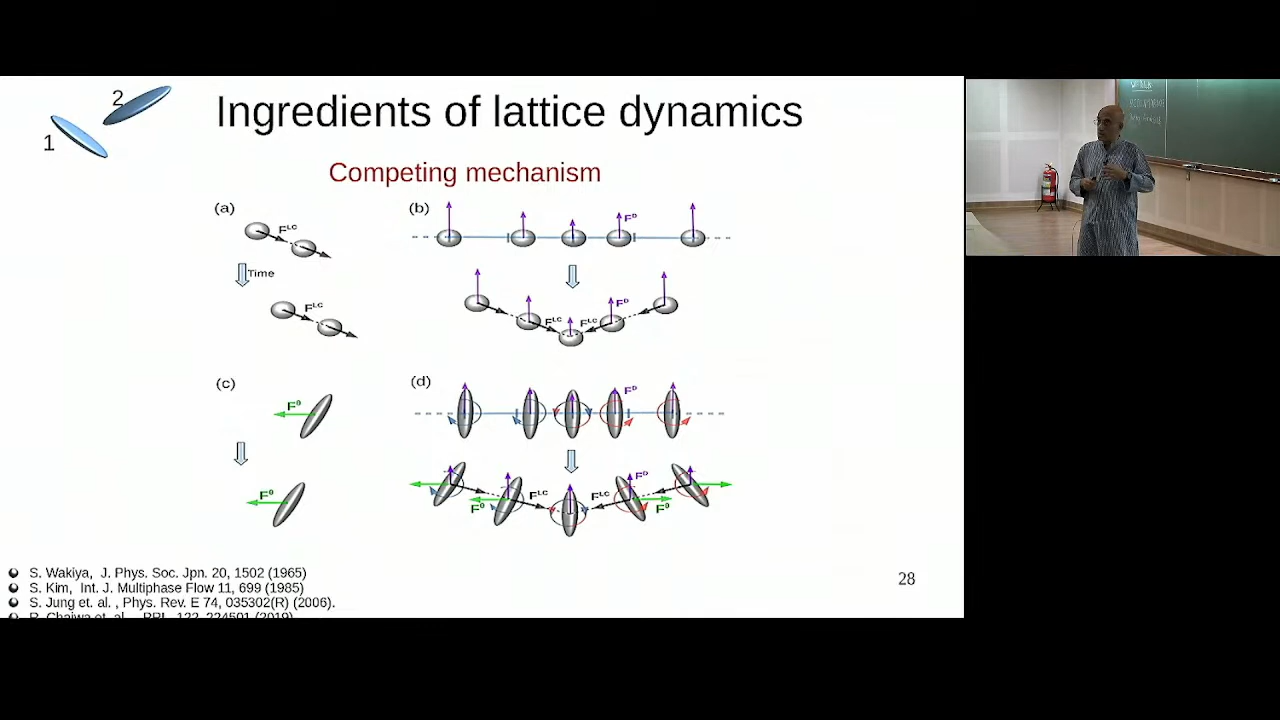 2
1
Ingredients of lattice dynamics
Competing mechanism
(a)
(b)
F^LC
F^D
Time
F^LC
F^LC
F^LC
F^D
(c)
(d)
F^θ
F^D
F^θ
F^D
F^LC
F^LC
F^θ
F^θ
S. Wakiya, J. Phys. Soc. Jpn. 20, 1502 (1965)
S. Kim, Int. J. Multiphase Flow 11, 699 (1985)
S. Jung et. al. , Phys. Rev. E 74, 035302(R) (2006).
28